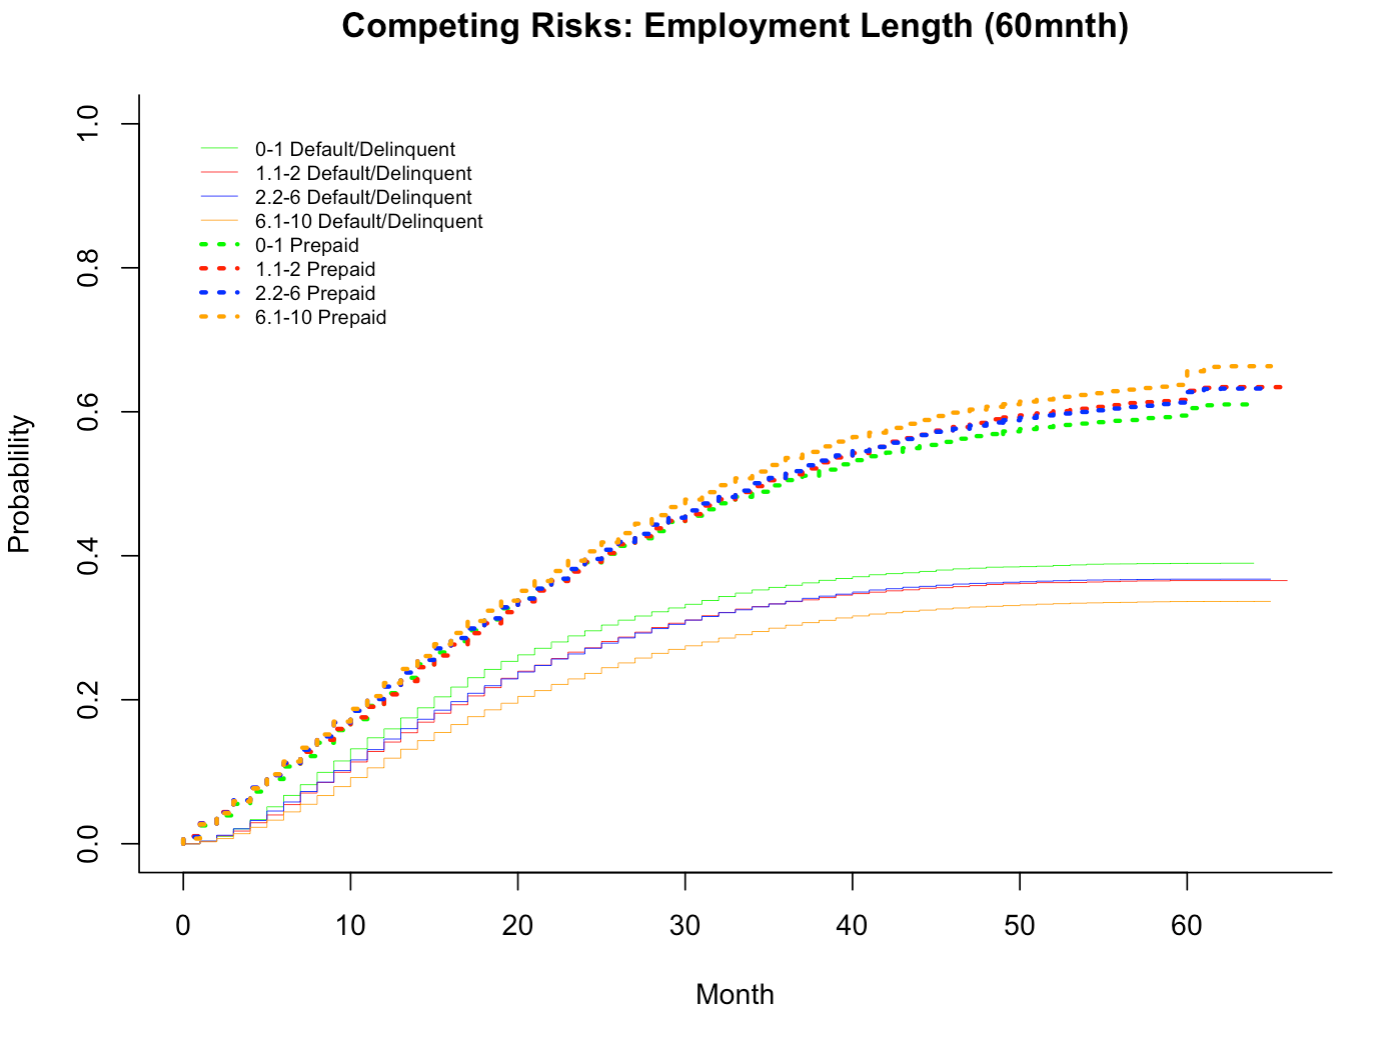 Competing Risks: Employment Length (60mnth)
0-1 Default/Delinquent
1.1-2 Default/Delinquent
2.2-6 Default/Delinquent
6.1-10 Default/Delinquent
0-1 Prepaid
1.1-2 Prepaid
2.2-6 Prepaid
6.1-10 Prepaid
Probablility
1.0
0.8
0.6
0.4
0.2
0.0
0 10 20 30 40 50 60
Month